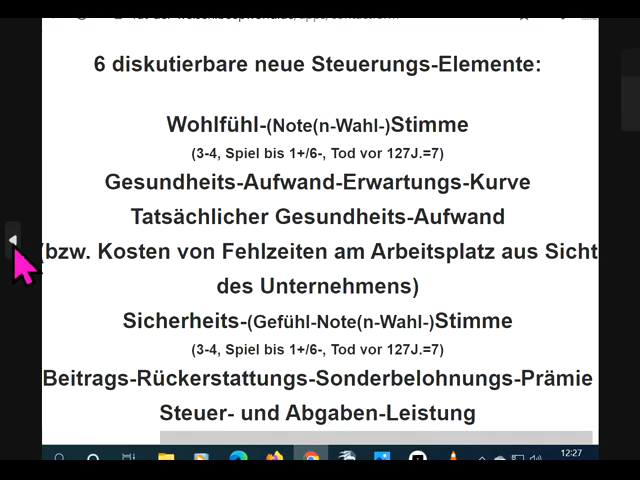 6 diskutierbare neue Steuerungs-Elemente:
Wohlfühl-(Note(n-Wahl-)Stimme
(3-4, Spiel bis 1+/6-, Tod vor 127J.=7)
Gesundheits-Aufwand-Erwartungs-Kurve
Tatsächlicher Gesundheits-Aufwand
(bzw. Kosten von Fehlzeiten am Arbeitsplatz aus Sicht
des Unternehmens)
Sicherheits-(Gefühl-Note(n-Wahl-)Stimme
(3-4, Spiel bis 1+/6-, Tod vor 127J.=7)
Beitrags-Rückerstattungs-Sonderbelohnungs-Prämie
Steuer- und Abgaben-Leistung
12:27